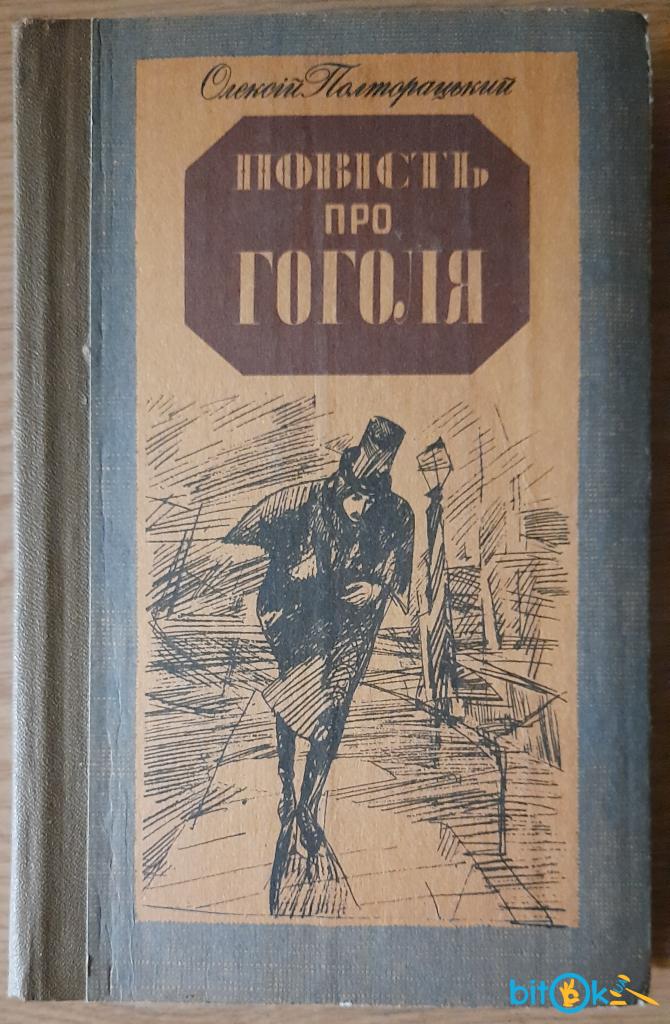 Олексій Полторацький
ПОВІСТЬ
ПРО
ГОГОЛЯ
bitOk